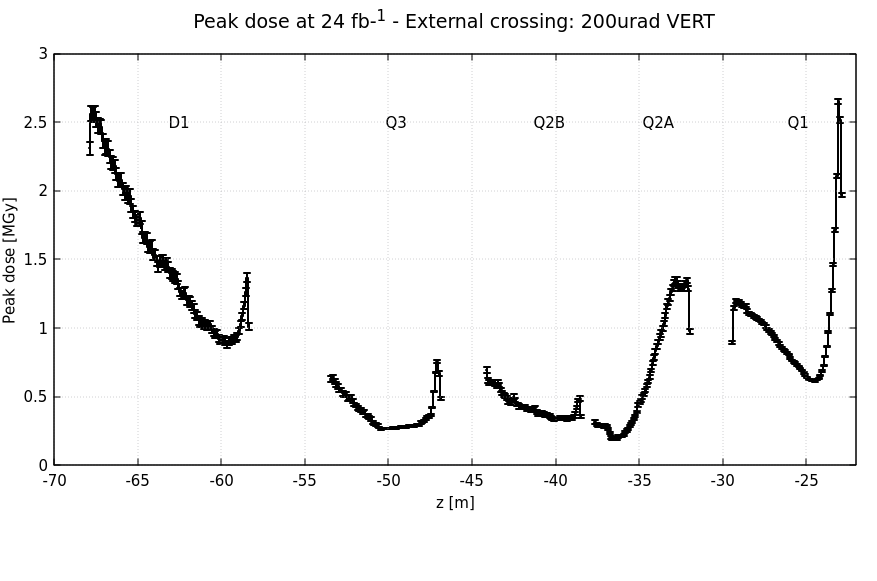 Peak dose at 24 fb-1 - External crossing: 200urad VERT
3
D1 Q3 Q2B Q2A Q1
2.5
2
1.5
1
0.5
0
Peak dose [MGy]
-70 -65 -60 -55 -50 -45 -40 -35 -30 -25
z [m]